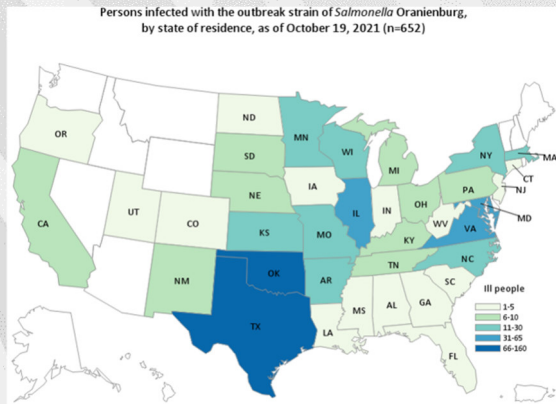 Persons infected with the outbreak strain of Salmonella Oranienburg,
by state of residence, as of October 19, 2021 (n=652)
ND
MN
OR
WI
NY
MA
SD
MI
CT
IA
PA
NJ
NE
OH
IL
IN
MD
UT
WV
CO
VA
CA
KS
MO
KY
NC
TN
OK
AR
NM
SC
MS
AL
GA
TX
LA
FL
Ill people
1-5
6-10
11-30
31-65
66-160